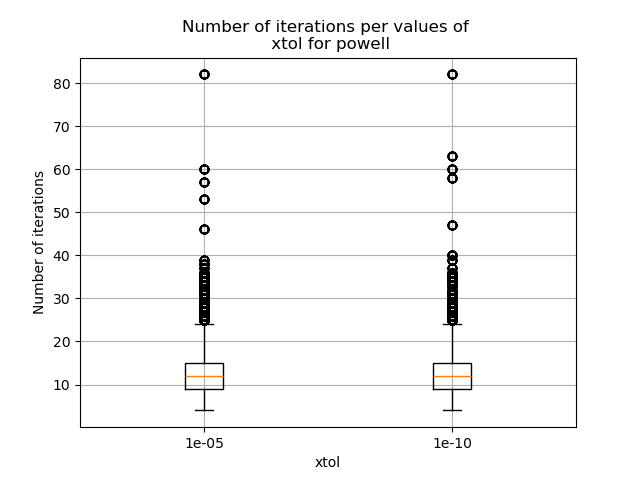 Number of iterations per values of
xtol for powell
Number of iterations
80
70
60
50
40
30
20
10
1e-05 1e-10
xtol